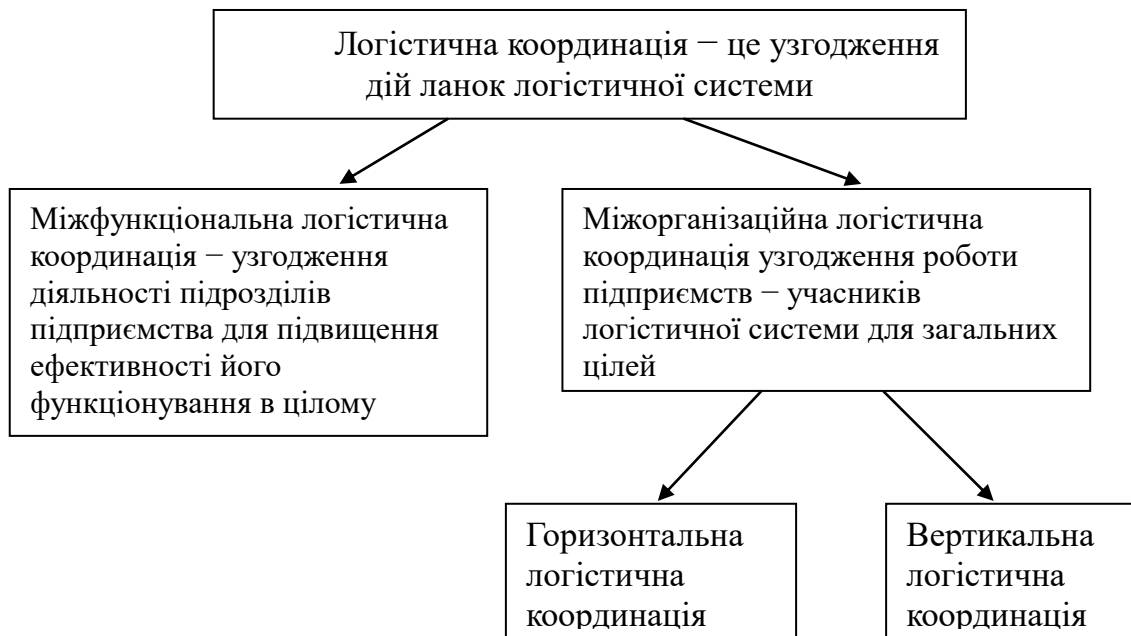 Логістична координація − це узгодження
дій ланок логістичної системи
Міжфункціональна логістична
координація − узгодження
діяльності підрозділів
підприємства для підвищення
ефективності його
функціонування в цілому
Міжорганізаційна логістична
координація узгодження роботи
підприємств − учасників
логістичної системи для загальних
цілей
Горизонтальна
логістична
координація
Вертикальна
логістична
координація